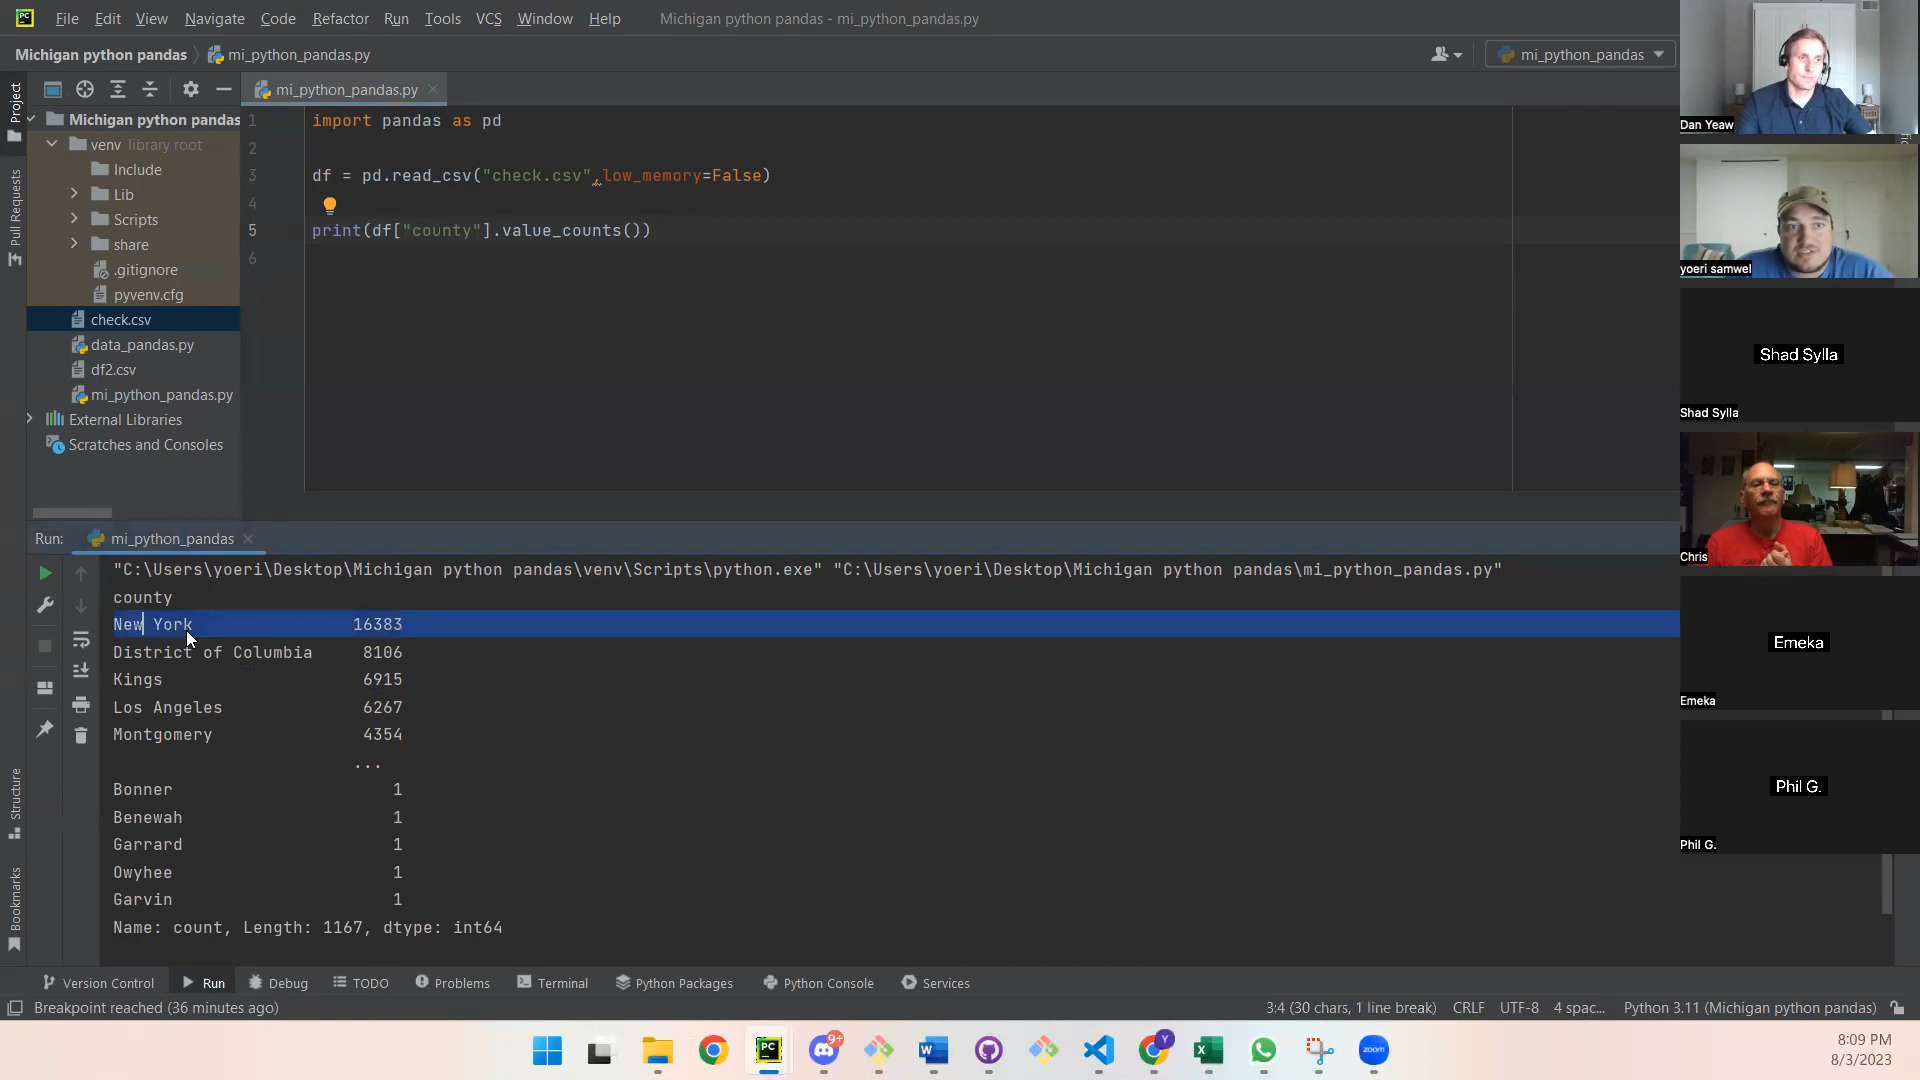 File Edit View Navigate Code Refactor Run Tools VCS Window Help Michigan python pandas - mi_python_pandas.py
Michigan python pandas mi_python_pandas.py mi_python_pandas
Project
Pull Requests
Structure
Bookmarks
mi_python_pandas.py
Michigan python pandas
venv library root
Include
Lib
Scripts
share
.gitignore
pyvenv.cfg
check.csv
data_pandas.py
df2.csv
mi_python_pandas.py
External Libraries
Scratches and Consoles
1 import pandas as pd
2
3 df = pd.read_csv("check.csv",low_memory=False)
4
5 print(df["county"].value_counts())
6
Run: mi_python_pandas
"C:\Users\yoeri\Desktop\Michigan python pandas\venv\Scripts\python.exe" "C:\Users\yoeri\Desktop\Michigan python pandas\mi_python_pandas.py"
county
New York 16383
District of Columbia 8106
Kings 6915
Los Angeles 6267
Montgomery 4354
...
Bonner 1
Benewah 1
Garrard 1
Owyhee 1
Garvin 1
Name: count, Length: 1167, dtype: int64
Version Control Run Debug TODO Problems Terminal Python Packages Python Console Services
Breakpoint reached (36 minutes ago) 3:4 (30 chars, 1 line break) CRLF UTF-8 4 spac... Python 3.11 (Michigan python pandas)
Dan Yeaw
yoeri samwel
Shad Sylla
Shad Sylla
Chris
Emeka
Emeka
Phil G.
Phil G.
PC
PC
9+
W
Y
X
zoom
8:09 PM
8/3/2023